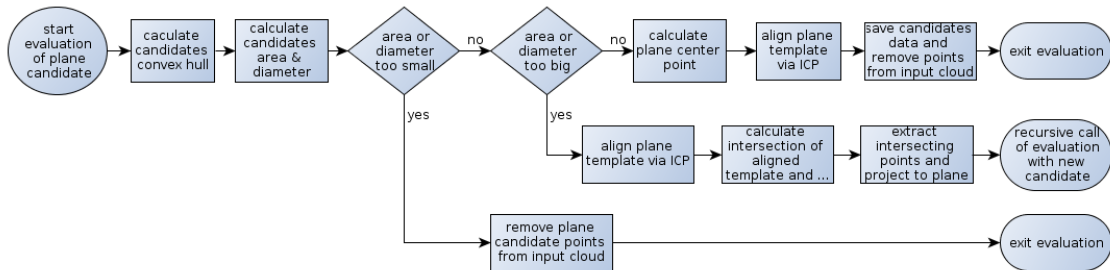 start
evaluation
of plane
candidate
caculate
candidates
convex hull
calculate
candidates
area &
diameter
area or
diameter
too small
no
area or
diameter
too big
no
calculate
plane center
point
align plane
template
via ICP
save candidates
data and
remove points
from input cloud
exit evaluation
yes
yes
align plane
template via ICP
calculate
intersection of
aligned
template and ...
extract
intersecting
points and
project to plane
recursive call
of evaluation
with new
candidate
remove plane
candidate points
from input cloud
exit evaluation